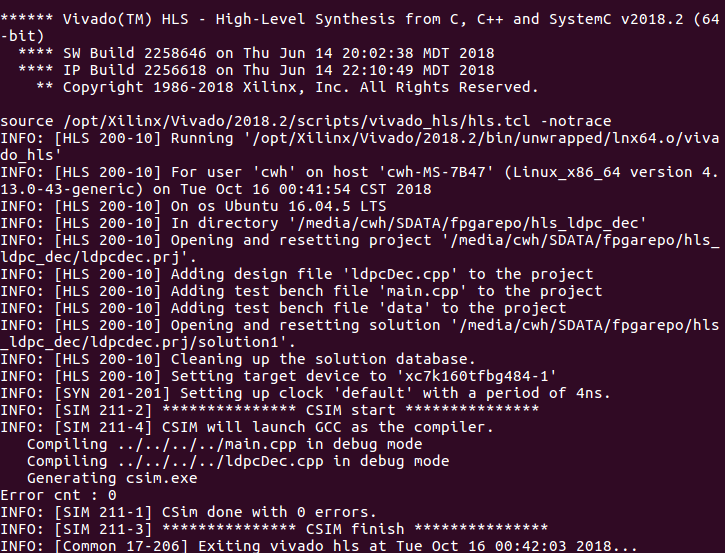 ****** Vivado(TM) HLS - High-Level Synthesis from C, C++ and SystemC v2018.2 (64
-bit)
  **** SW Build 2258646 on Thu Jun 14 20:02:38 MDT 2018
  **** IP Build 2256618 on Thu Jun 14 22:10:49 MDT 2018
    ** Copyright 1986-2018 Xilinx, Inc. All Rights Reserved.

source /opt/Xilinx/Vivado/2018.2/scripts/vivado_hls/hls.tcl -notrace
INFO: [HLS 200-10] Running '/opt/Xilinx/Vivado/2018.2/bin/unwrapped/lnx64.o/viva
do_hls'
INFO: [HLS 200-10] For user 'cwh' on host 'cwh-MS-7B47' (Linux_x86_64 version 4.
13.0-43-generic) on Tue Oct 16 00:41:54 CST 2018
INFO: [HLS 200-10] On os Ubuntu 16.04.5 LTS
INFO: [HLS 200-10] In directory '/media/cwh/SDATA/fpgarepo/hls_ldpc_dec'
INFO: [HLS 200-10] Opening and resetting project '/media/cwh/SDATA/fpgarepo/hls_
ldpc_dec/ldpcdec.prj'.
INFO: [HLS 200-10] Adding design file 'ldpcDec.cpp' to the project
INFO: [HLS 200-10] Adding test bench file 'main.cpp' to the project
INFO: [HLS 200-10] Adding test bench file 'data' to the project
INFO: [HLS 200-10] Opening and resetting solution '/media/cwh/SDATA/fpgarepo/hls
_ldpc_dec/ldpcdec.prj/solution1'.
INFO: [HLS 200-10] Cleaning up the solution database.
INFO: [HLS 200-10] Setting target device to 'xc7k160tfbg484-1'
INFO: [SYN 201-201] Setting up clock 'default' with a period of 4ns.
INFO: [SIM 211-2] *************** CSIM start ***************
INFO: [SIM 211-4] CSIM will launch GCC as the compiler.
   Compiling ../../../../main.cpp in debug mode
   Compiling ../../../../ldpcDec.cpp in debug mode
   Generating csim.exe
Error cnt : 0
INFO: [SIM 211-1] CSim done with 0 errors.
INFO: [SIM 211-3] *************** CSIM finish ***************
INFO: [Common 17-206] Exiting vivado_hls at Tue Oct 16 00:42:03 2018...